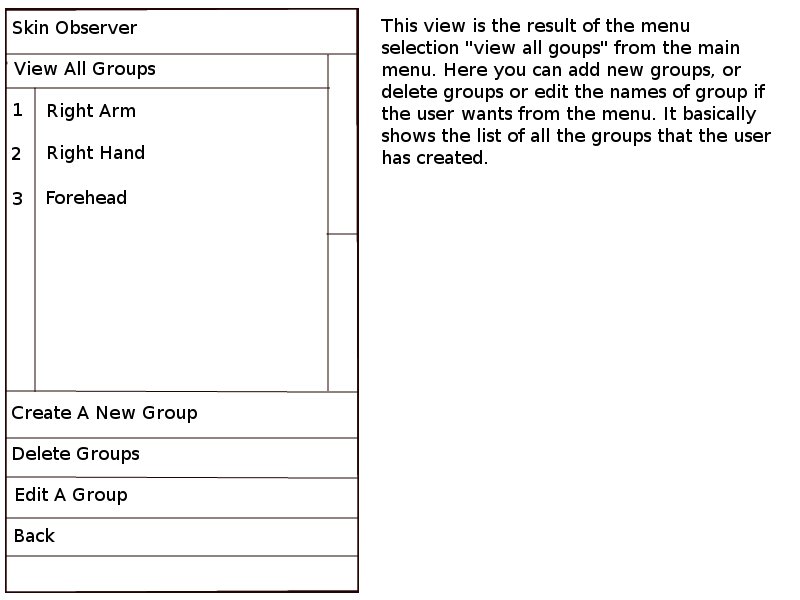 Skin Observer
View All Groups
1 Right Arm
2 Right Hand
3 Forehead
Create A New Group
Delete Groups
Edit A Group
Back
This view is the result of the menu
selection "view all goups" from the main
menu. Here you can add new groups, or
delete groups or edit the names of group if
the user wants from the menu. It basically
shows the list of all the groups that the user
has created.